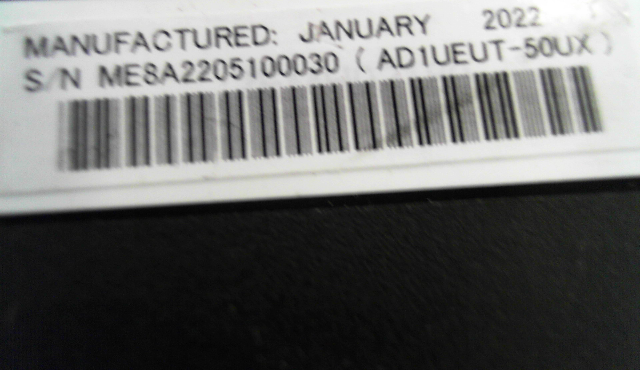 MANUFACTURED: JANUARY 2022
S/N ME8A2205100030 ( AD1UEUT-50UX )